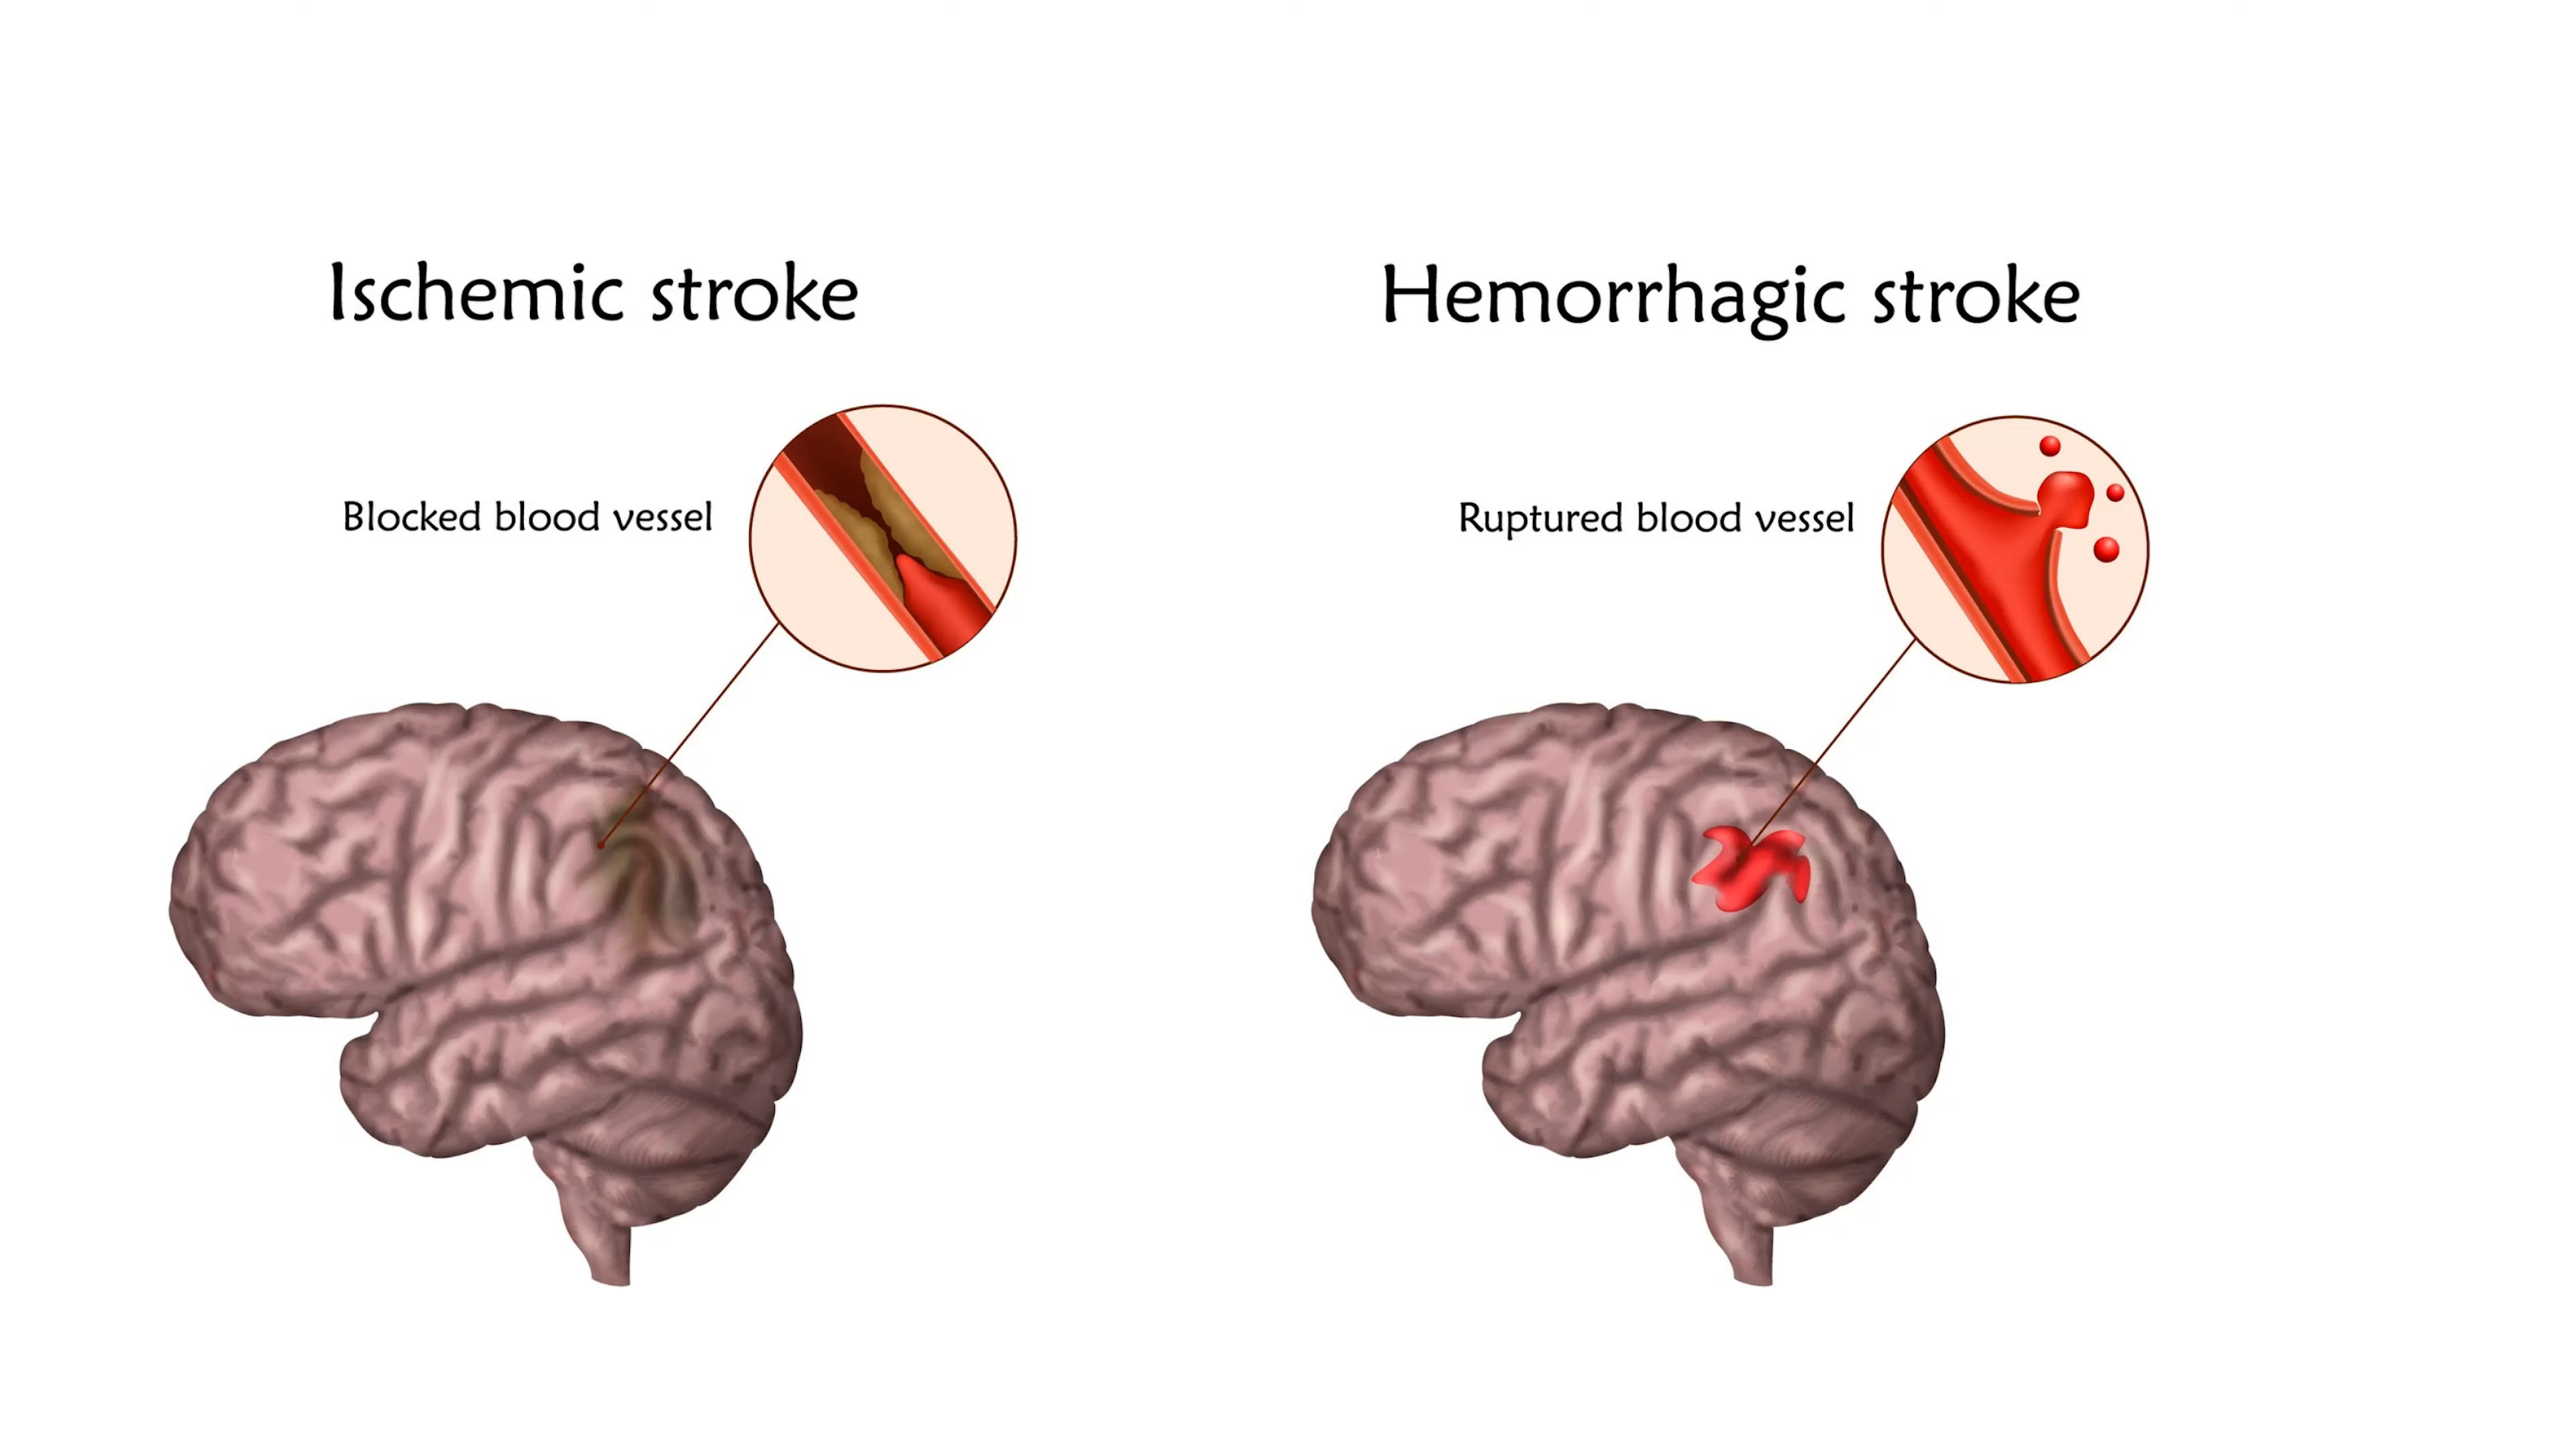 Ischemic stroke
Hemorrhagic stroke
Blocked blood vessel
Ruptured blood vessel